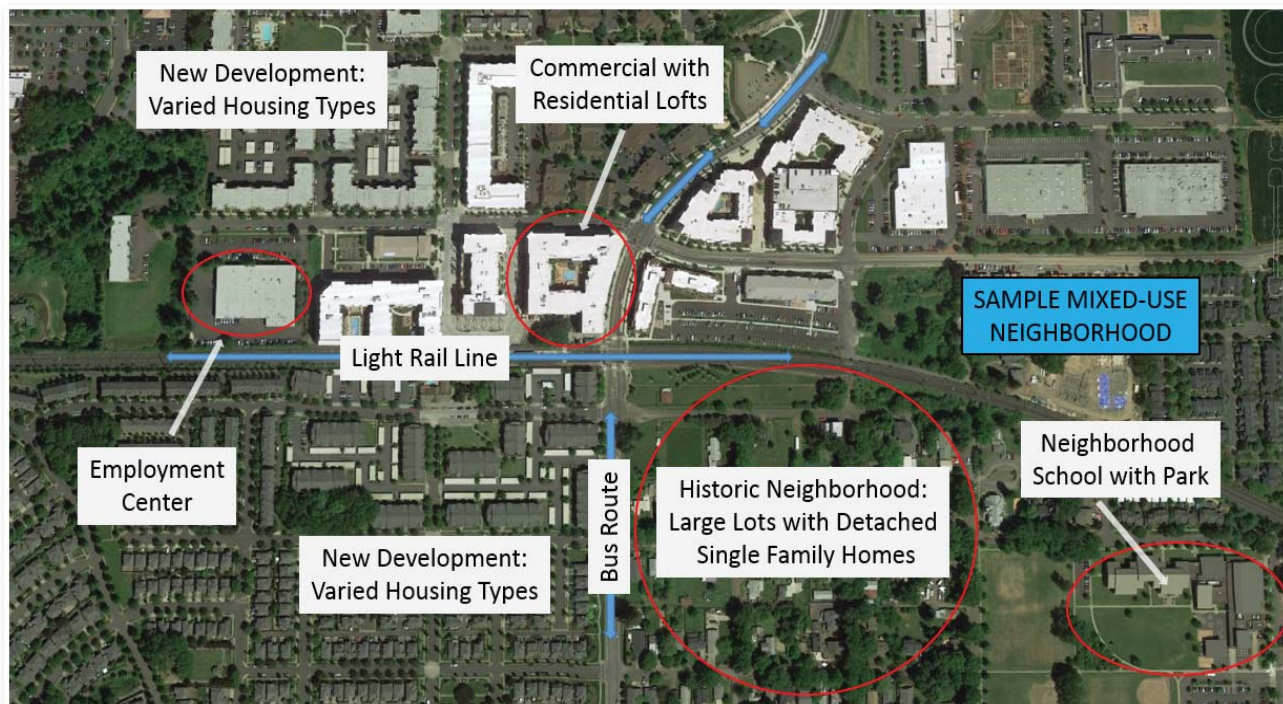 New Development:
Varied Housing Types
Commercial with
Residential Lofts
SAMPLE MIXED-USE
NEIGHBORHOOD
Light Rail Line
Employment
Center
Bus Route
Historic Neighborhood:
Large Lots with Detached
Single Family Homes
Neighborhood
School with Park
New Development:
Varied Housing Types